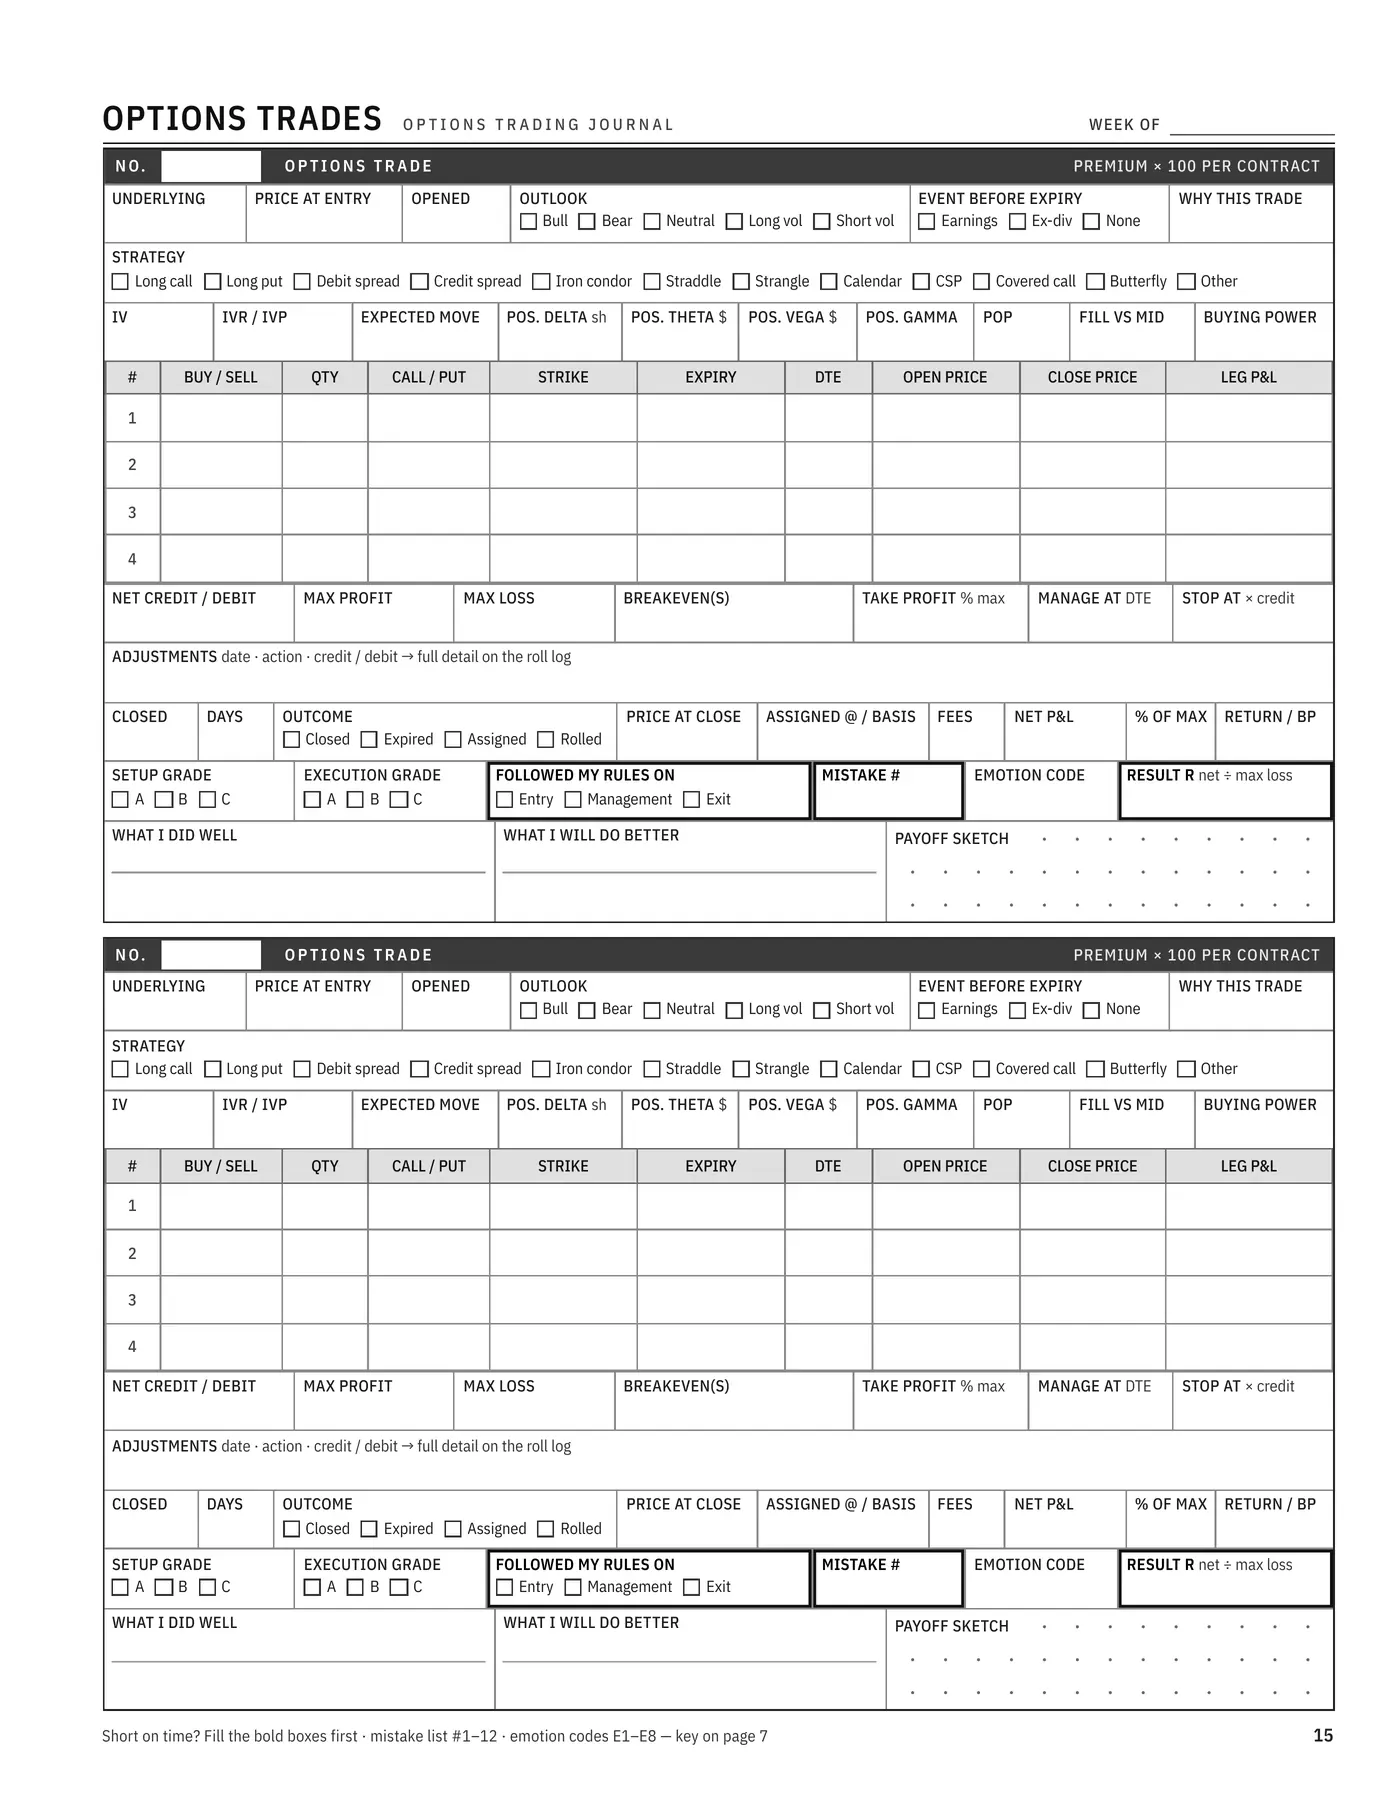 OPTIONS TRADES OPTIONS TRADING JOURNAL WEEK OF
NO. OPTIONS TRADE PREMIUM × 100 PER CONTRACT
UNDERLYING PRICE AT ENTRY OPENED OUTLOOK EVENT BEFORE EXPIRY WHY THIS TRADE
Bull Bear Neutral Long vol Short vol Earnings Ex-div None
STRATEGY
Long call Long put Debit spread Credit spread Iron condor Straddle Strangle Calendar CSP Covered call Butterfly Other
IV IVR / IVP EXPECTED MOVE POS. DELTA sh POS. THETA $ POS. VEGA $ POS. GAMMA POP FILL VS MID BUYING POWER
# BUY / SELL QTY CALL / PUT STRIKE EXPIRY DTE OPEN PRICE CLOSE PRICE LEG P&L
1
2
3
4
NET CREDIT / DEBIT MAX PROFIT MAX LOSS BREAKEVEN(S) TAKE PROFIT % max MANAGE AT DTE STOP AT × credit
ADJUSTMENTS date · action · credit / debit → full detail on the roll log
CLOSED DAYS OUTCOME PRICE AT CLOSE ASSIGNED @ / BASIS FEES NET P&L % OF MAX RETURN / BP
Closed Expired Assigned Rolled
SETUP GRADE EXECUTION GRADE FOLLOWED MY RULES ON MISTAKE # EMOTION CODE RESULT R net ÷ max loss
A B C A B C Entry Management Exit
WHAT I DID WELL WHAT I WILL DO BETTER PAYOFF SKETCH
NO. OPTIONS TRADE PREMIUM × 100 PER CONTRACT
UNDERLYING PRICE AT ENTRY OPENED OUTLOOK EVENT BEFORE EXPIRY WHY THIS TRADE
Bull Bear Neutral Long vol Short vol Earnings Ex-div None
STRATEGY
Long call Long put Debit spread Credit spread Iron condor Straddle Strangle Calendar CSP Covered call Butterfly Other
IV IVR / IVP EXPECTED MOVE POS. DELTA sh POS. THETA $ POS. VEGA $ POS. GAMMA POP FILL VS MID BUYING POWER
# BUY / SELL QTY CALL / PUT STRIKE EXPIRY DTE OPEN PRICE CLOSE PRICE LEG P&L
1
2
3
4
NET CREDIT / DEBIT MAX PROFIT MAX LOSS BREAKEVEN(S) TAKE PROFIT % max MANAGE AT DTE STOP AT × credit
ADJUSTMENTS date · action · credit / debit → full detail on the roll log
CLOSED DAYS OUTCOME PRICE AT CLOSE ASSIGNED @ / BASIS FEES NET P&L % OF MAX RETURN / BP
Closed Expired Assigned Rolled
SETUP GRADE EXECUTION GRADE FOLLOWED MY RULES ON MISTAKE # EMOTION CODE RESULT R net ÷ max loss
A B C A B C Entry Management Exit
WHAT I DID WELL WHAT I WILL DO BETTER PAYOFF SKETCH
Short on time? Fill the bold boxes first · mistake list #1–12 · emotion codes E1–E8 — key on page 7 15